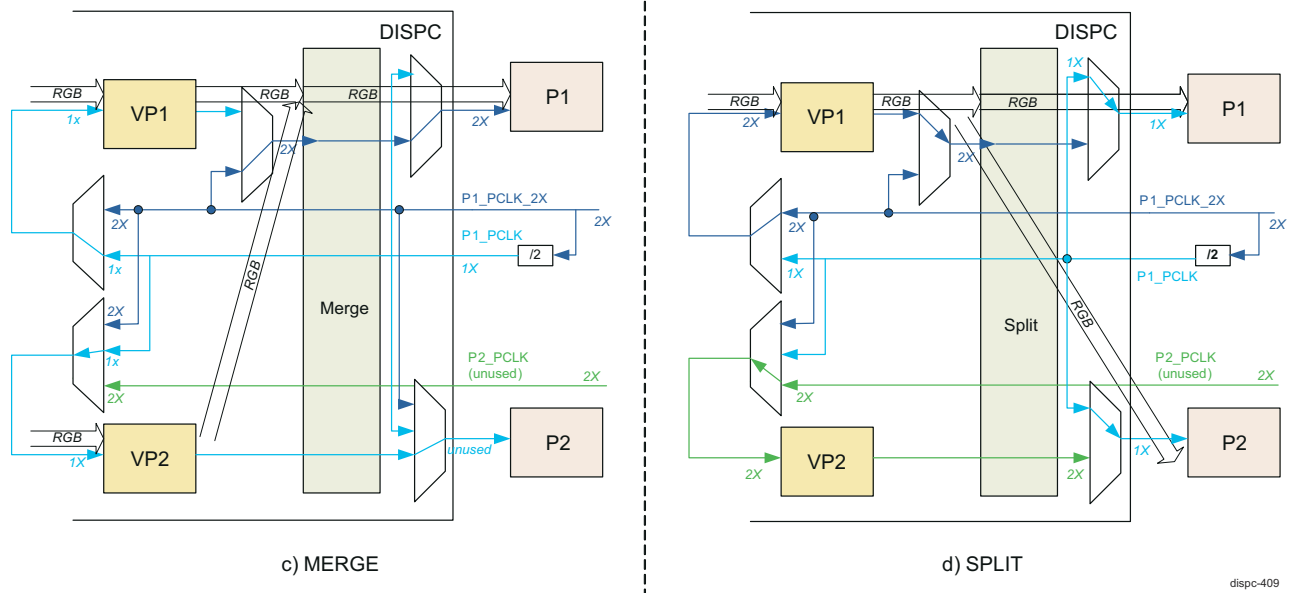 DISPC
RGB
VP1
RGB
RGB
P1
1x
2X
2X
P1_PCLK_2X
2X
2X
P1_PCLK
/2
1x
1X
RGB
Merge
2X
1x
P2_PCLK
(unused)
2X
2X
RGB
VP2
1X
unused
P2
c) MERGE
DISPC
1X
RGB
VP1
RGB
RGB
P1
2X
1X
2X
P1_PCLK_2X
2X
2X
/2
1X
P1_PCLK
RGB
Split
P2_PCLK
(unused)
2X
2X
VP2
2X
2X
1X
P2
d) SPLIT
dispc-409